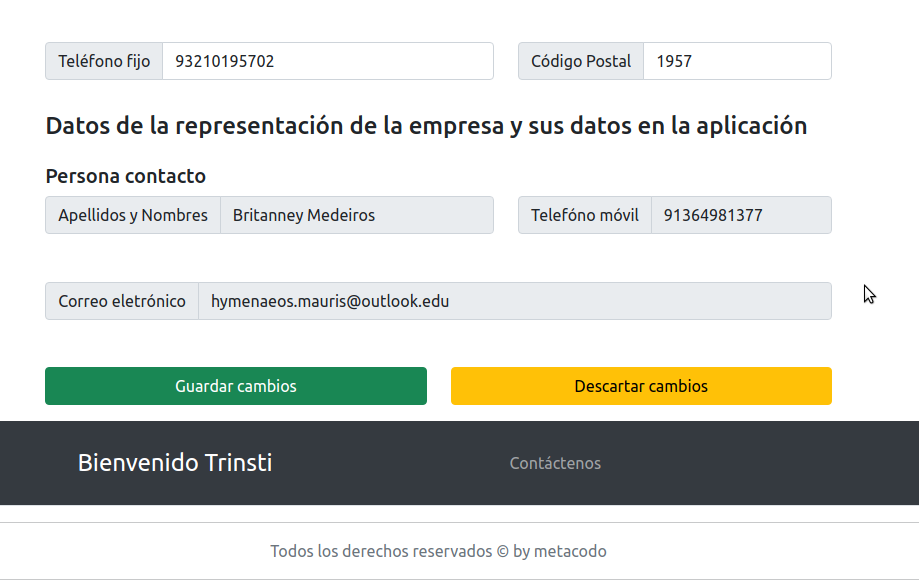 Teléfono fijo 93210195702 Código Postal 1957
Datos de la representación de la empresa y sus datos en la aplicación
Persona contacto
Apellidos y Nombres Britanney Medeiros Telefóno móvil 91364981377
Correo eletrónico hymenaeos.mauris@outlook.edu
Guardar cambios Descartar cambios
Bienvenido Trinsti Contáctenos
Todos los derechos reservados © by metacodo